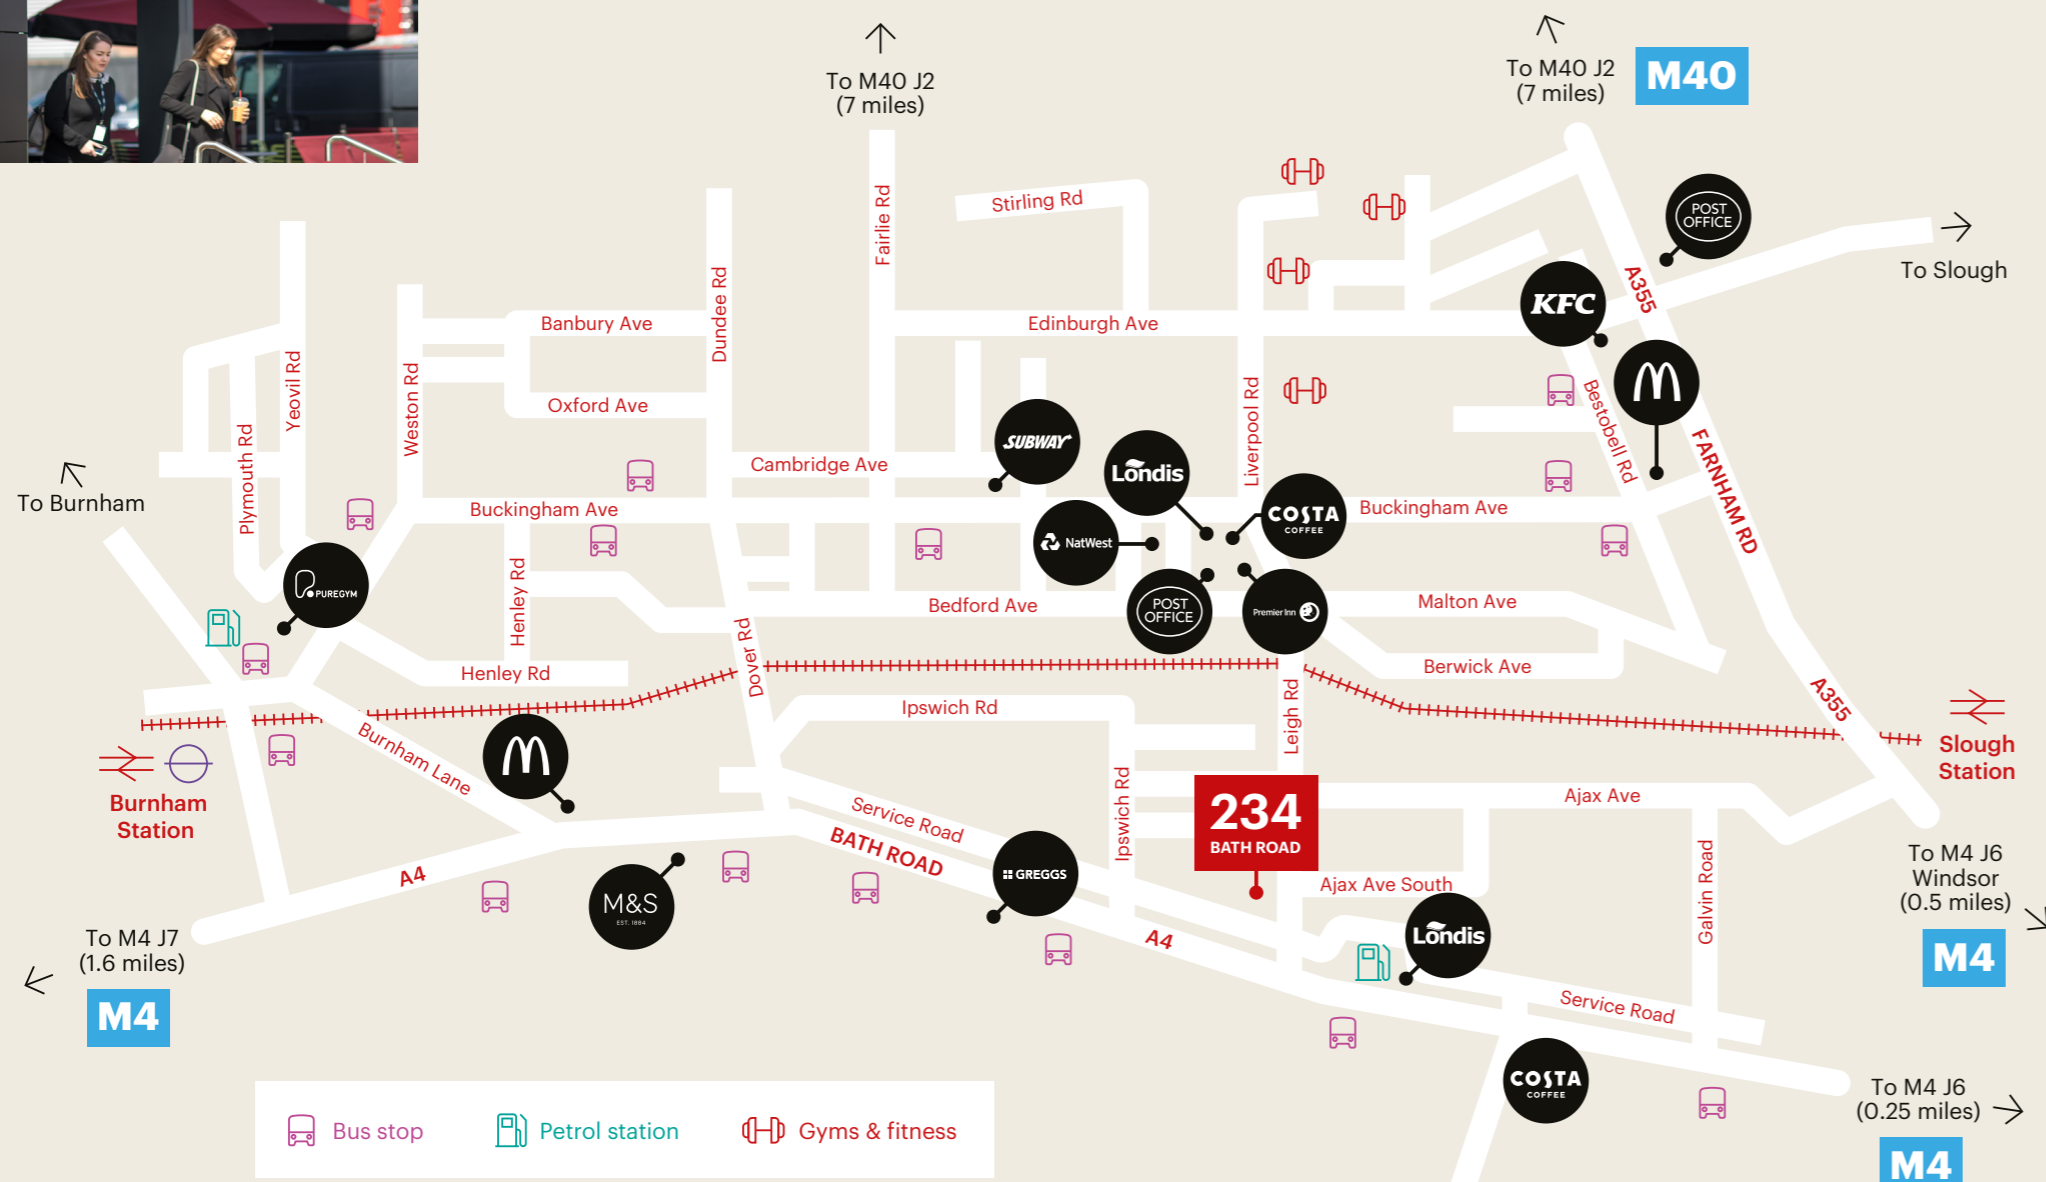 To M40 J2
(7 miles)
To M40 J2
(7 miles)
M40
POST
OFFICE
To Slough
Stirling Rd
Fairlie Rd
A355
KFC
Banbury Ave
Dundee Rd
Edinburgh Ave
Yeovil Rd
Weston Rd
Oxford Ave
Liverpool Rd
Bestobell Rd
FARNHAM RD
Plymouth Rd
To Burnham
Cambridge Ave
SUBWAY
Londis
Buckingham Ave
COSTA
COFFEE
Buckingham Ave
NatWest
PUREGYM
Henley Rd
Bedford Ave
POST
OFFICE
Premier Inn
Malton Ave
Dover Rd
Henley Rd
Berwick Ave
Ipswich Rd
Leigh Rd
A355
Slough
Station
Burnham Lane
Burnham
Station
Service Road
BATH ROAD
Ipswich Rd
234
BATH ROAD
Ajax Ave
A4
M&S
EST. 1884
GREGGS
Ajax Ave South
Galvin Road
To M4 J6
Windsor
(0.5 miles)
M4
To M4 J7
(1.6 miles)
M4
A4
Londis
Service Road
COSTA
COFFEE
To M4 J6
(0.25 miles)
M4
Bus stop
Petrol station
Gyms & fitness